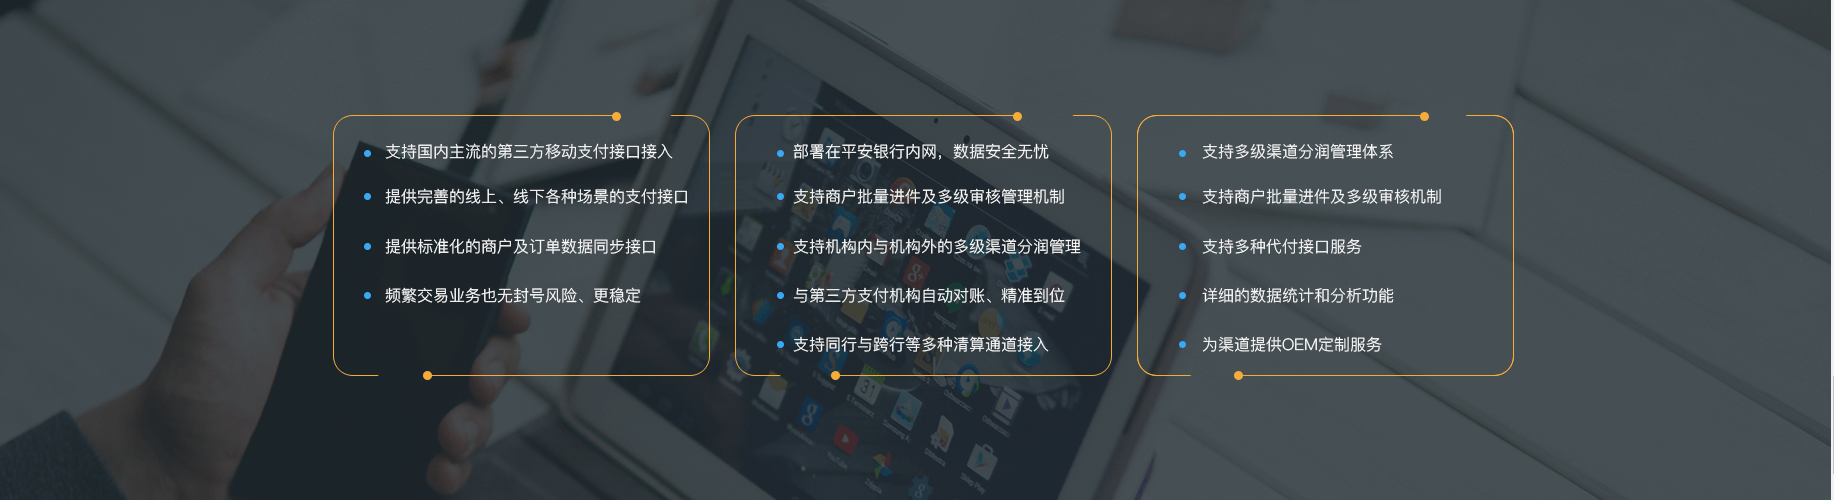 支持国内主流的第三方移动支付接口接入
提供完善的线上、线下各种场景的支付接口
提供标准化的商户及订单数据同步接口
频繁交易业务也无封号风险、更稳定
部署在平安银行内网，数据安全无忧
支持商户批量进件及多级审核管理机制
支持机构内与机构外的多级渠道分润管理
与第三方支付机构自动对账、精准到位
支持同行与跨行等多种清算通道接入
支持多级渠道分润管理体系
支持商户批量进件及多级审核机制
支持多种代付接口服务
详细的数据统计和分析功能
为渠道提供OEM定制服务